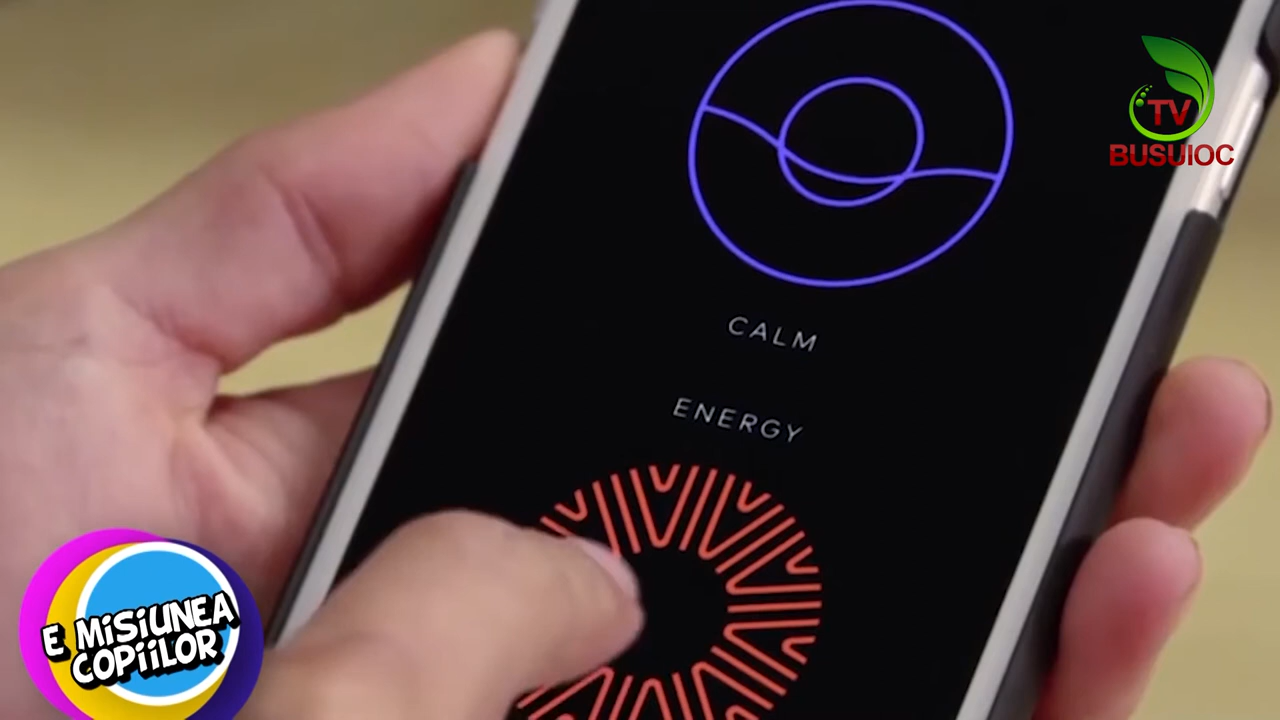 TV
BUSUIOC
CALM
ENERGY
E MiSiUNEA
COPiiLOR